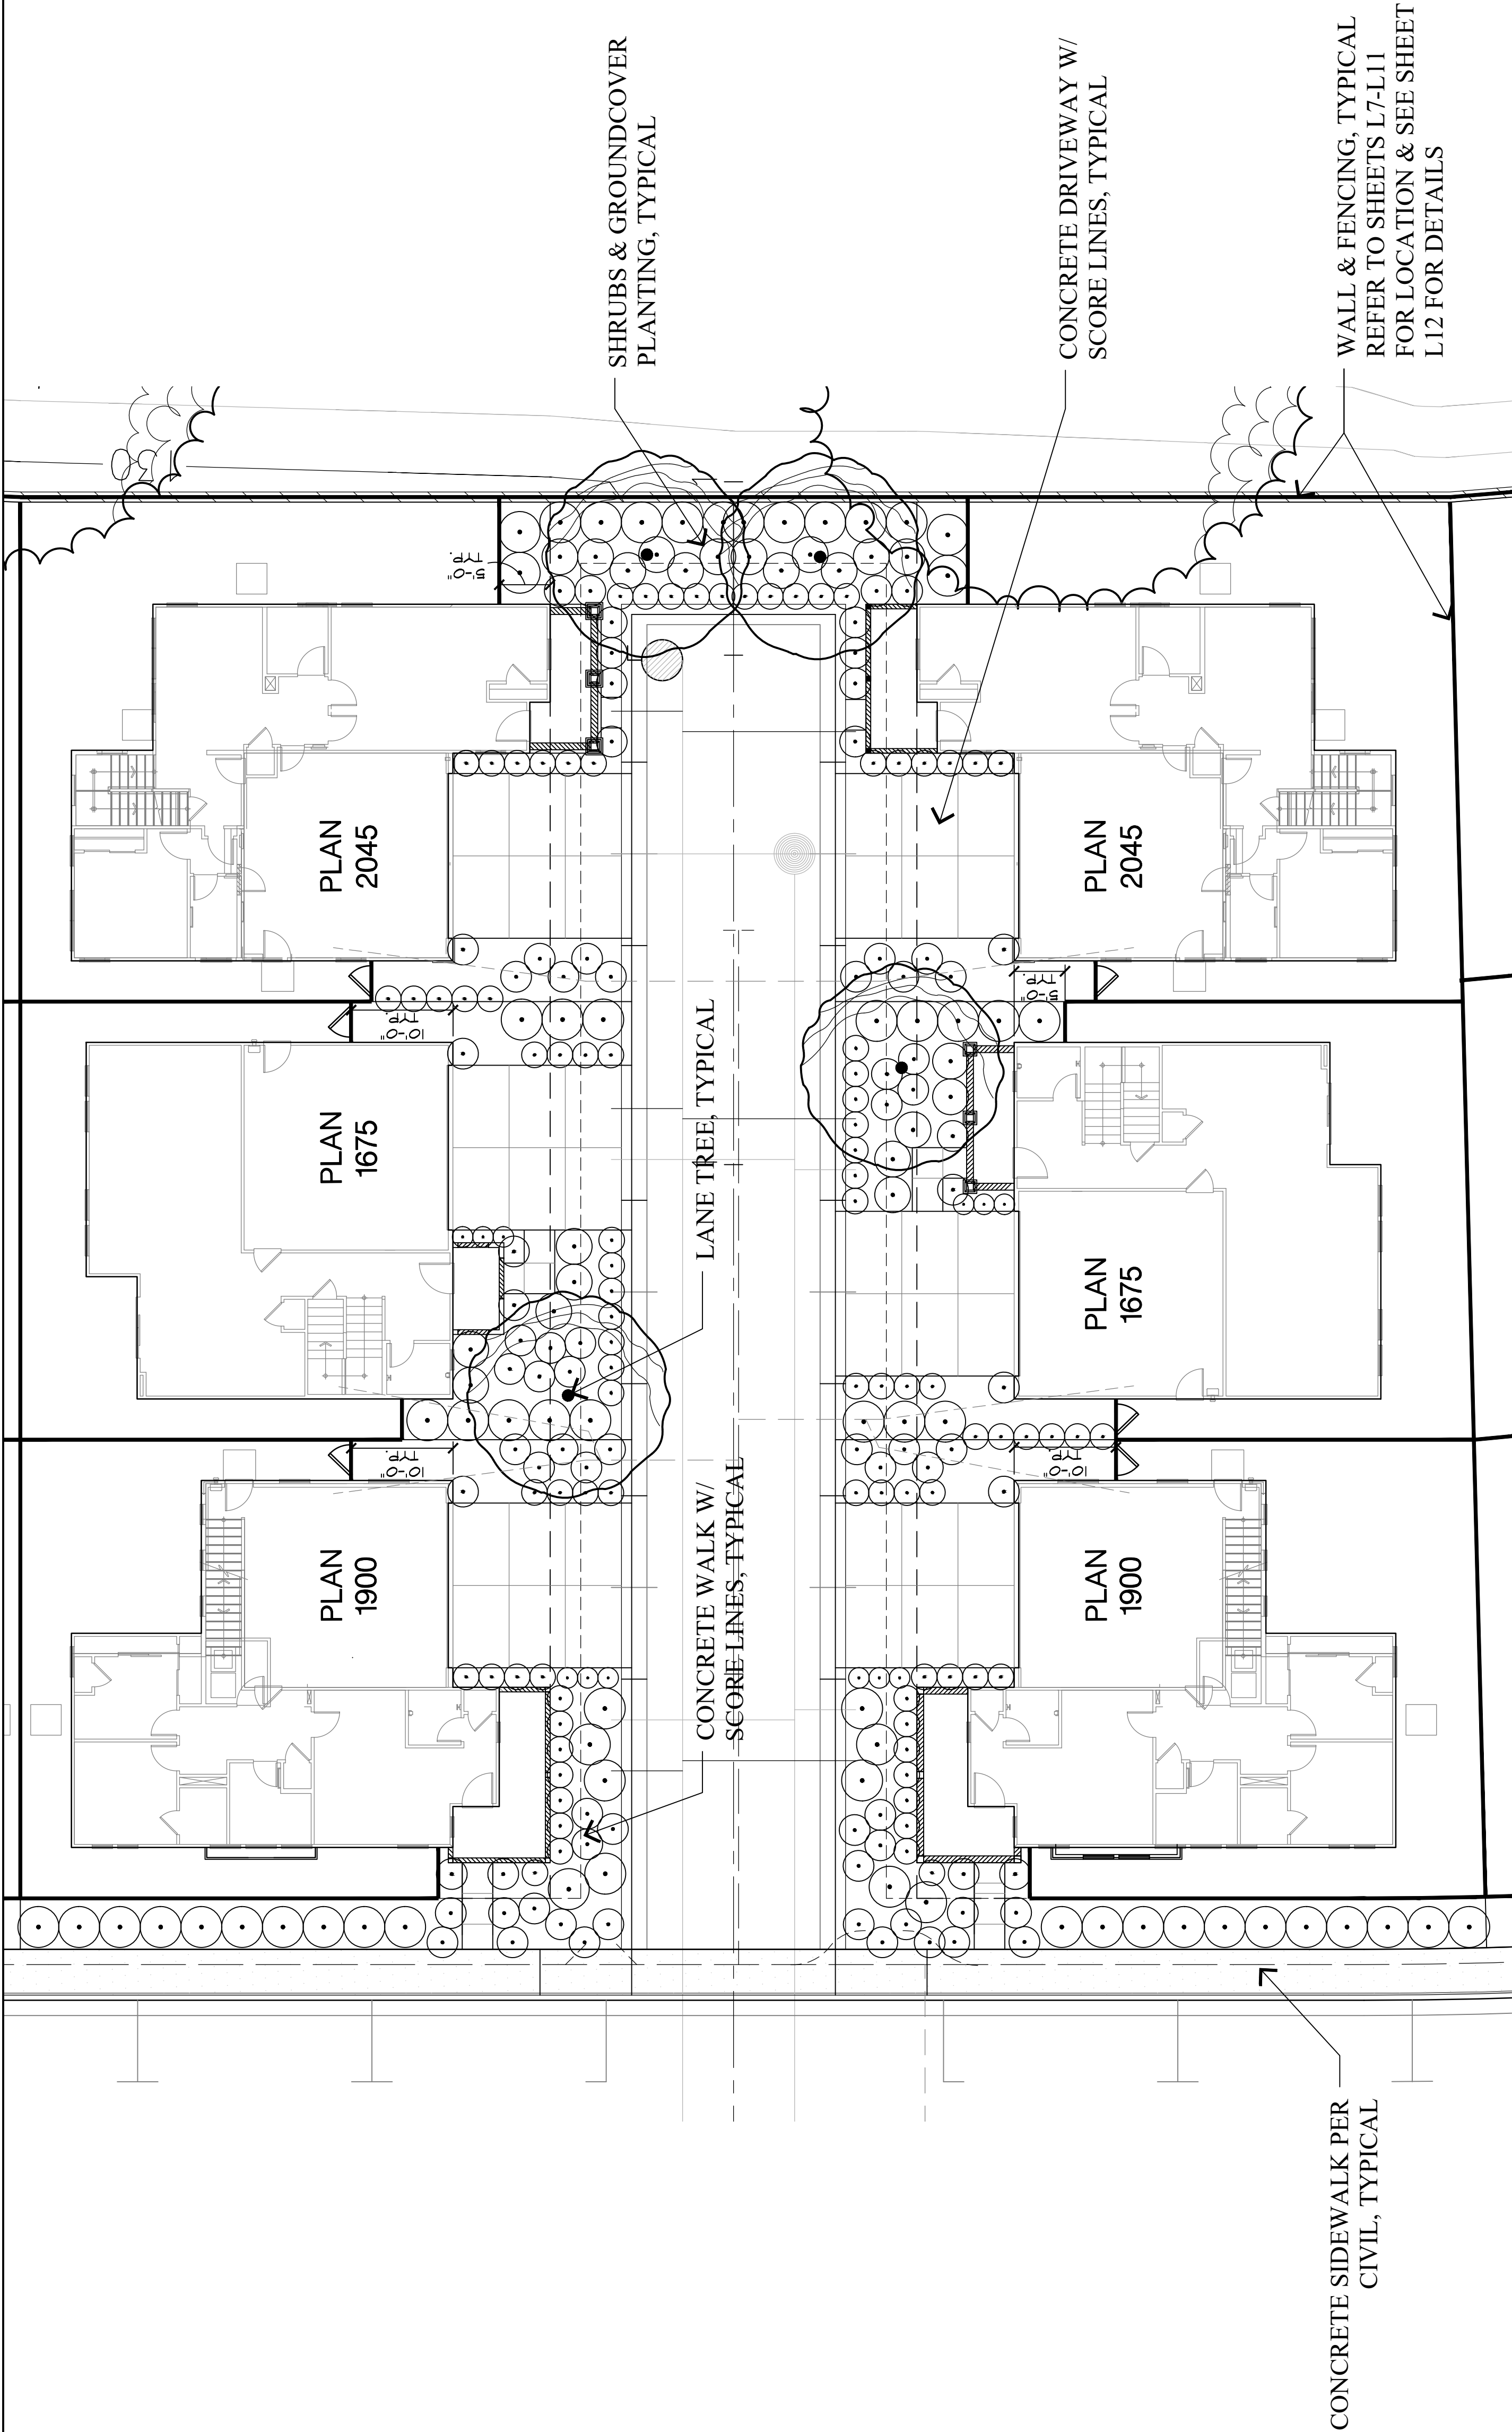 SHRUBS & GROUNDCOVER
PLANTING, TYPICAL
CONCRETE DRIVEWAY W/
SCORE LINES, TYPICAL
WALL & FENCING, TYPICAL
REFER TO SHEETS L7-L11
FOR LOCATION & SEE SHEET
L12 FOR DETAILS
5'-0"
TYP.
PLAN
2045
PLAN
2045
10'-0"
TYP.
5'-0"
TYP.
PLAN
1675
LANE TREE, TYPICAL
PLAN
1675
10'-0"
TYP.
10'-0"
TYP.
PLAN
1900
CONCRETE WALK W/
SCORE LINES, TYPICAL
PLAN
1900
CONCRETE SIDEWALK PER
CIVIL, TYPICAL